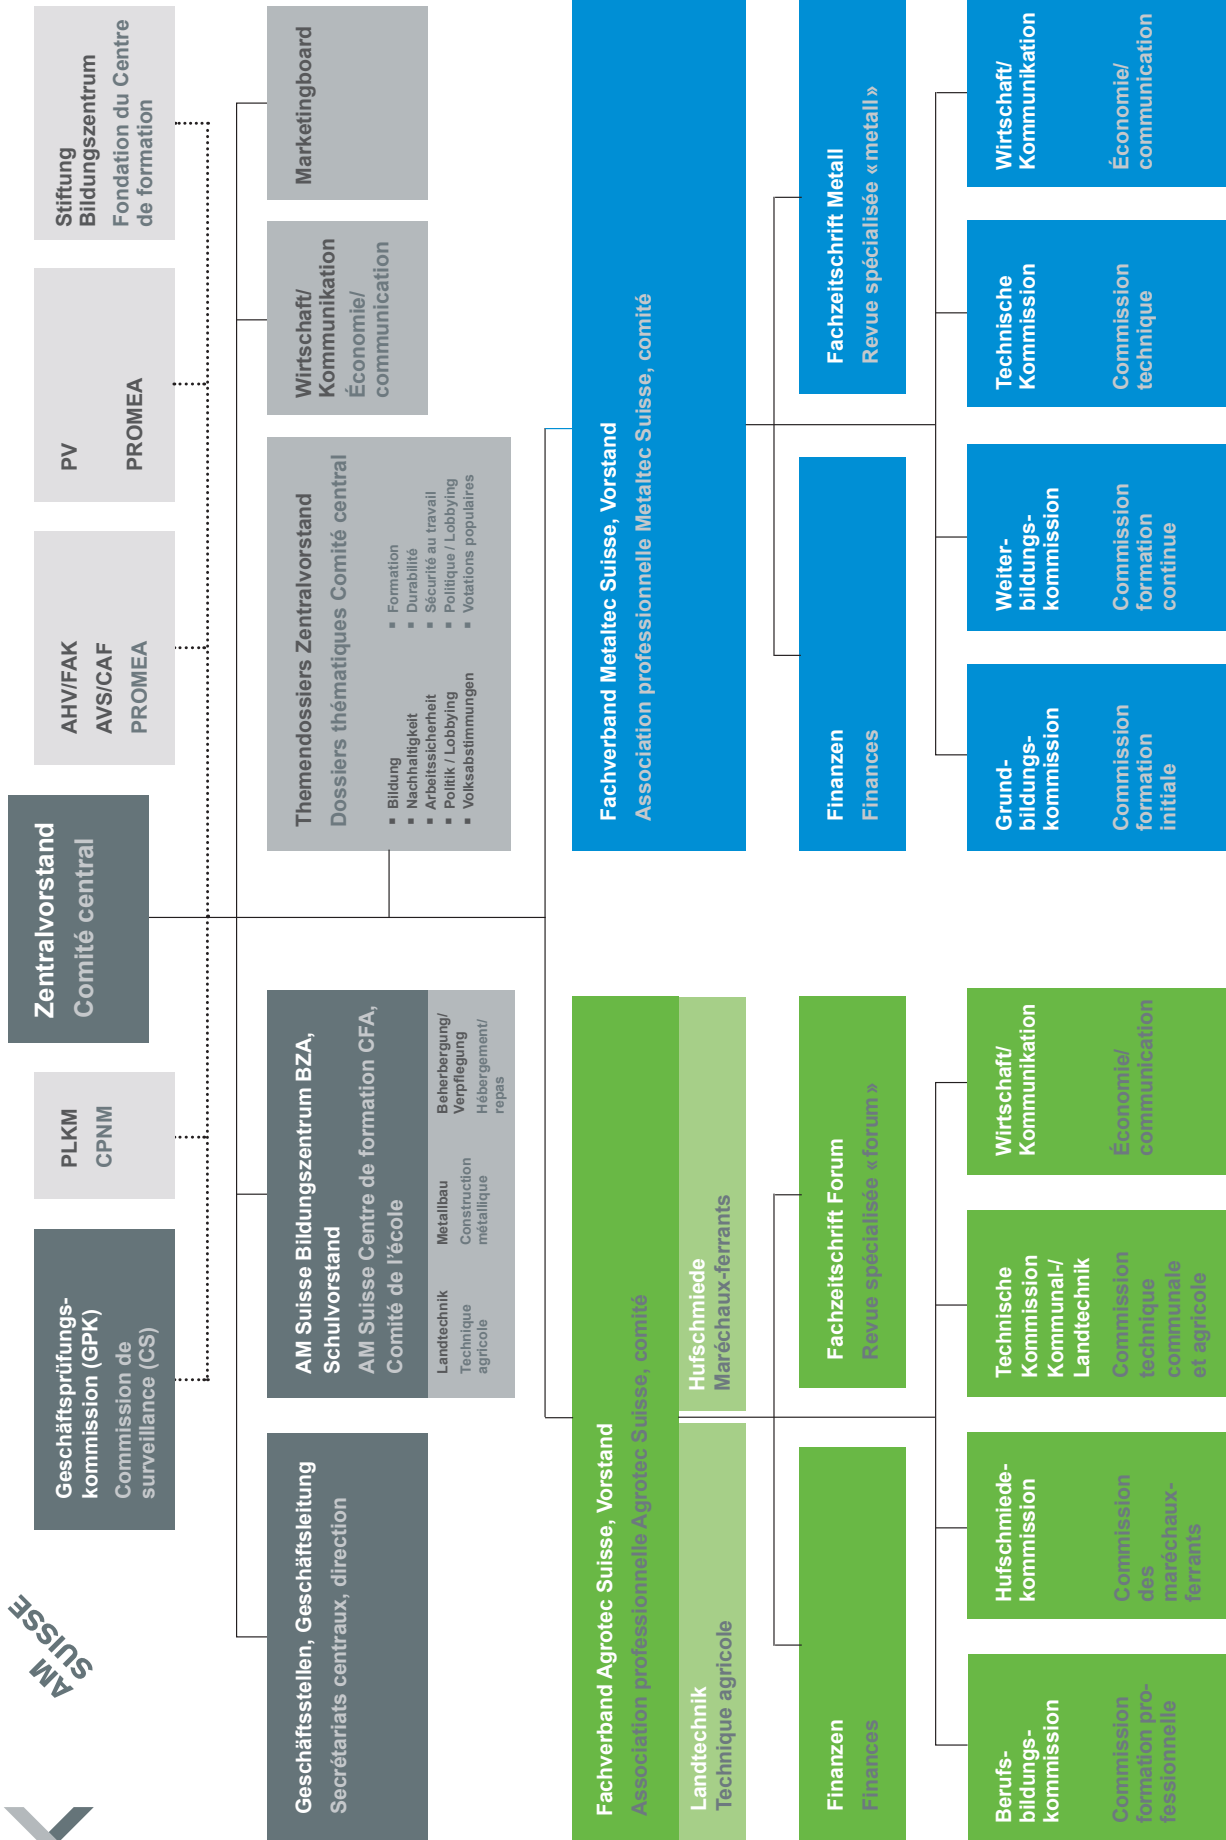 AM
SUISSE
Zentralvorstand
Comité central
Geschäftsprüfungs-
kommission (GPK)
Commission de
surveillance (CS)
PLKM
CPNM
AHV/FAK
AVS/CAF
PROMEA
PV
PROMEA
Stiftung
Bildungszentrum
Fondation du Centre
de formation
Geschäftsstellen, Geschäftsleitung
Secrétariats centraux, direction
AM Suisse Bildungszentrum BZA,
Schulvorstand
AM Suisse Centre de formation CFA,
Comité de l'école
Landtechnik
Technique
agricole
Metallbau
Construction
métallique
Beherbergung/
Verpflegung
Hébergement/
repas
Themendossiers Zentralvorstand
Dossiers thématiques Comité central
▪ Bildung
▪ Nachhaltigkeit
▪ Arbeitssicherheit
▪ Politik / Lobbying
▪ Volksabstimmungen
▪ Formation
▪ Durabilité
▪ Sécurité au travail
▪ Politique / Lobbying
▪ Votations populaires
Wirtschaft/
Kommunikation
Économie/
communication
Marketingboard
Fachverband Agrotec Suisse, Vorstand
Association professionnelle Agrotec Suisse, comité
Landtechnik
Technique agricole
Hufschmiede
Maréchaux-ferrants
Fachverband Metaltec Suisse, Vorstand
Association professionnelle Metaltec Suisse, comité
Finanzen
Finances
Fachzeitschrift Forum
Revue spécialisée «forum»
Finanzen
Finances
Fachzeitschrift Metall
Revue spécialisée «metall»
Berufs-
bildungs-
kommission
Commission
formation pro-
fessionnelle
Hufschmiede-
kommission
Commission
des
maréchaux-
ferrants
Technische
Kommission
Kommunal-/
Landtechnik
Commission
technique
communale
et agricole
Wirtschaft/
Kommunikation
Économie/
communication
Grund-
bildungs-
kommission
Commission
formation
initiale
Weiter-
bildungs-
kommission
Commission
formation
continue
Technische
Kommission
Commission
technique
Wirtschaft/
Kommunikation
Économie/
communication